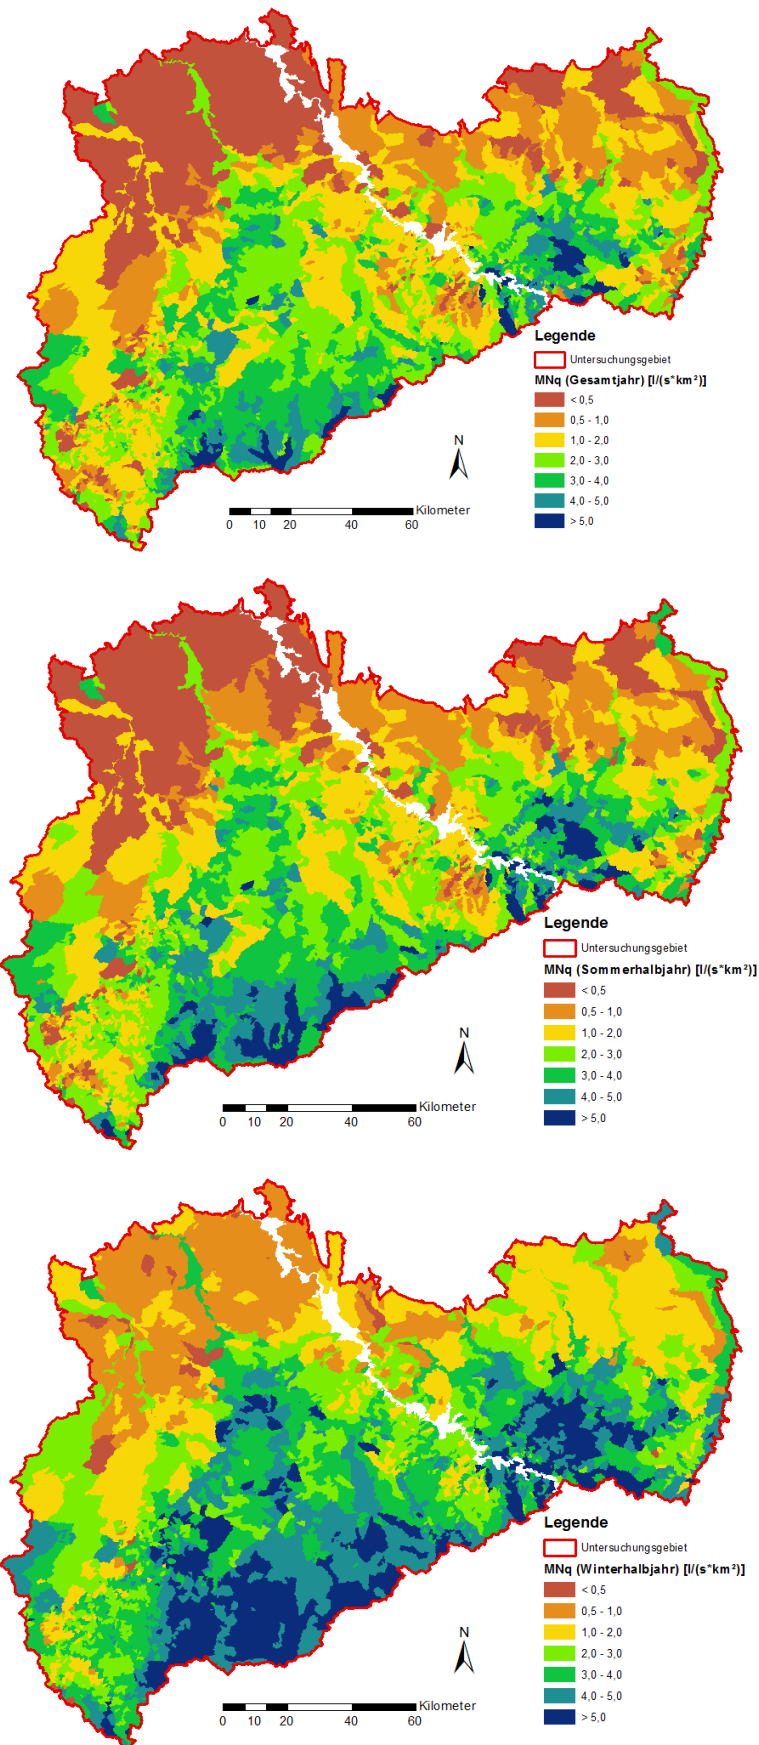 Legende
Untersuchungsgebiet
MNq (Gesamtjahr) [l/(s*km²)]
< 0,5
0,5 - 1,0
1,0 - 2,0
2,0 - 3,0
3,0 - 4,0
4,0 - 5,0
> 5,0
N
Kilometer
0 10 20 40 60
Legende
Untersuchungsgebiet
MNq (Sommerhalbjahr) [l/(s*km²)]
< 0,5
0,5 - 1,0
1,0 - 2,0
2,0 - 3,0
3,0 - 4,0
4,0 - 5,0
> 5,0
N
Kilometer
0 10 20 40 60
Legende
Untersuchungsgebiet
MNq (Winterhalbjahr) [l/(s*km²)]
< 0,5
0,5 - 1,0
1,0 - 2,0
2,0 - 3,0
3,0 - 4,0
4,0 - 5,0
> 5,0
N
Kilometer
0 10 20 40 60